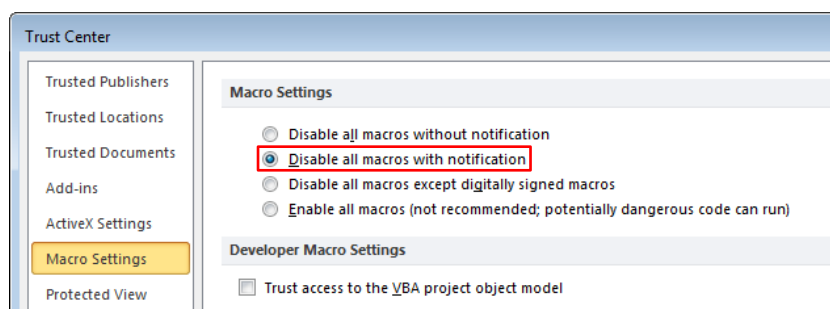 Trust Center
Trusted Publishers
Trusted Locations
Trusted Documents
Add-ins
ActiveX Settings
Macro Settings
Protected View
Macro Settings
Disable all macros without notification
Disable all macros with notification
Disable all macros except digitally signed macros
Enable all macros (not recommended; potentially dangerous code can run)
Developer Macro Settings
Trust access to the VBA project object model